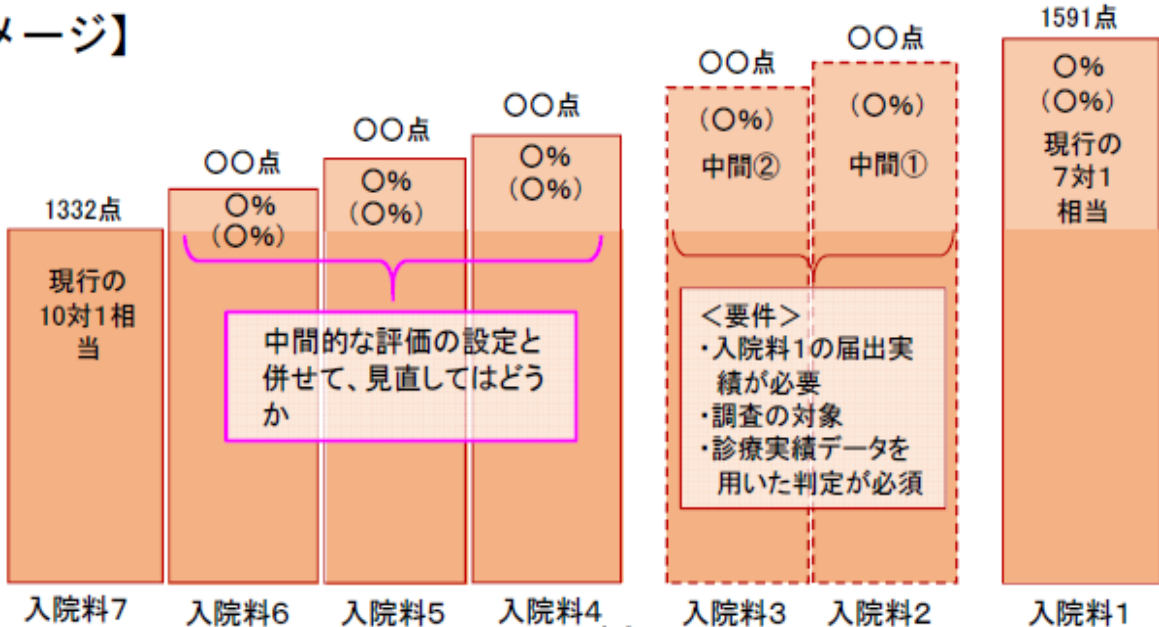 メージ】
1332点
現行の
10対1相
当
入院料7
〇〇点
〇%
(〇%)
入院料6
〇〇点
〇%
(〇%)
入院料5
〇〇点
〇%
(〇%)
入院料4
中間的な評価の設定と
併せて、見直してはどう
か
〇〇点
(〇%)
中間②
入院料3
〇〇点
(〇%)
中間①
入院料2
<要件>
・入院料1の届出実
績が必要
・調査の対象
・診療実績データを
用いた判定が必須
1591点
〇%
(〇%)
現行の
7対1
相当
入院料1